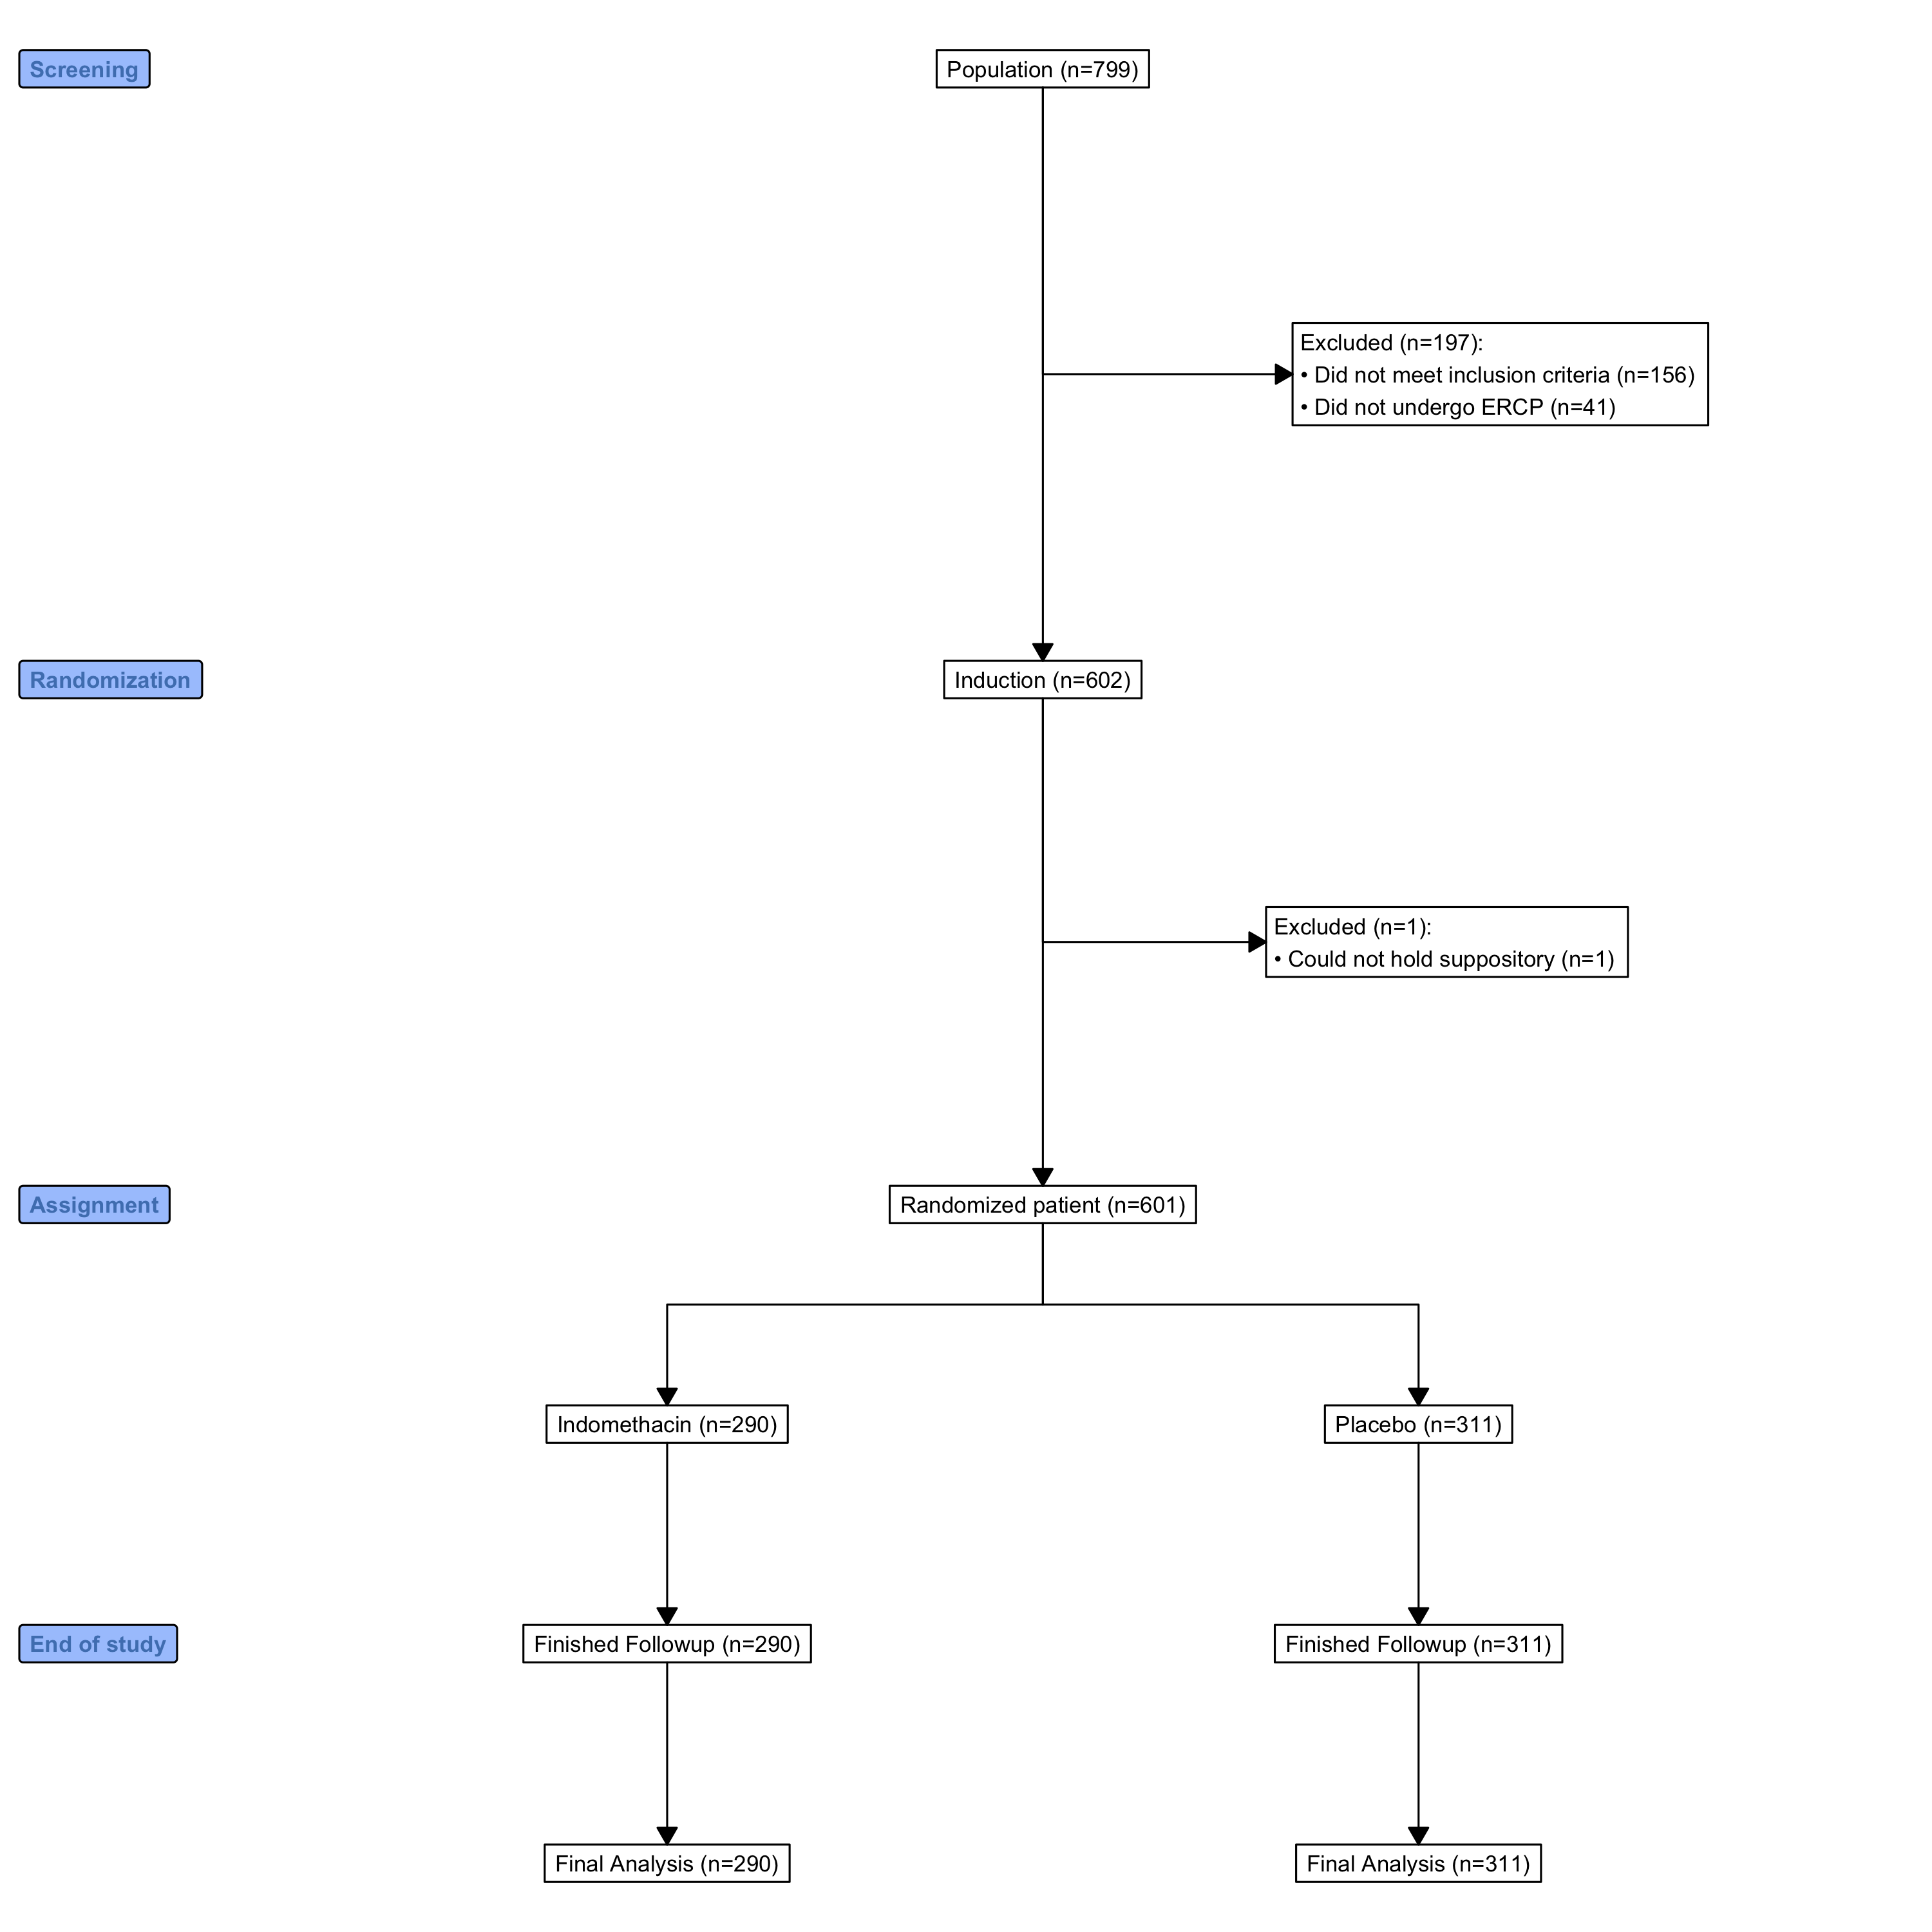 Screening
Population (n=799)
Excluded (n=197):
• Did not meet inclusion criteria (n=156)
• Did not undergo ERCP (n=41)
Randomization
Induction (n=602)
Excluded (n=1):
• Could not hold suppository (n=1)
Assignment
Randomized patient (n=601)
Indomethacin (n=290)
Placebo (n=311)
End of study
Finished Followup (n=290)
Finished Followup (n=311)
Final Analysis (n=290)
Final Analysis (n=311)